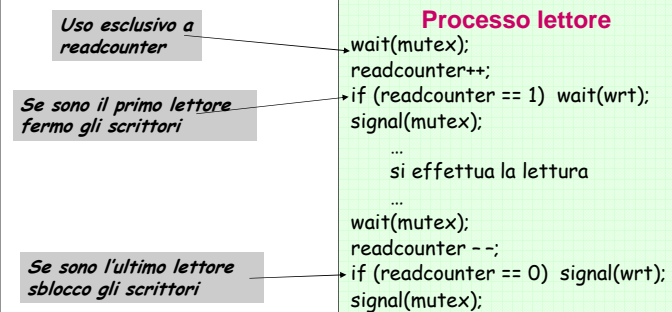 Uso esclusivo a
readcounter
Se sono il primo lettore
fermo gli scrittori
Se sono l'ultimo lettore
sblocco gli scrittori
Processo lettore
wait(mutex);
readcounter++;
if (readcounter == 1) wait(wrt);
signal(mutex);
…
si effettua la lettura
…
wait(mutex);
readcounter – –;
if (readcounter == 0) signal(wrt);
signal(mutex);